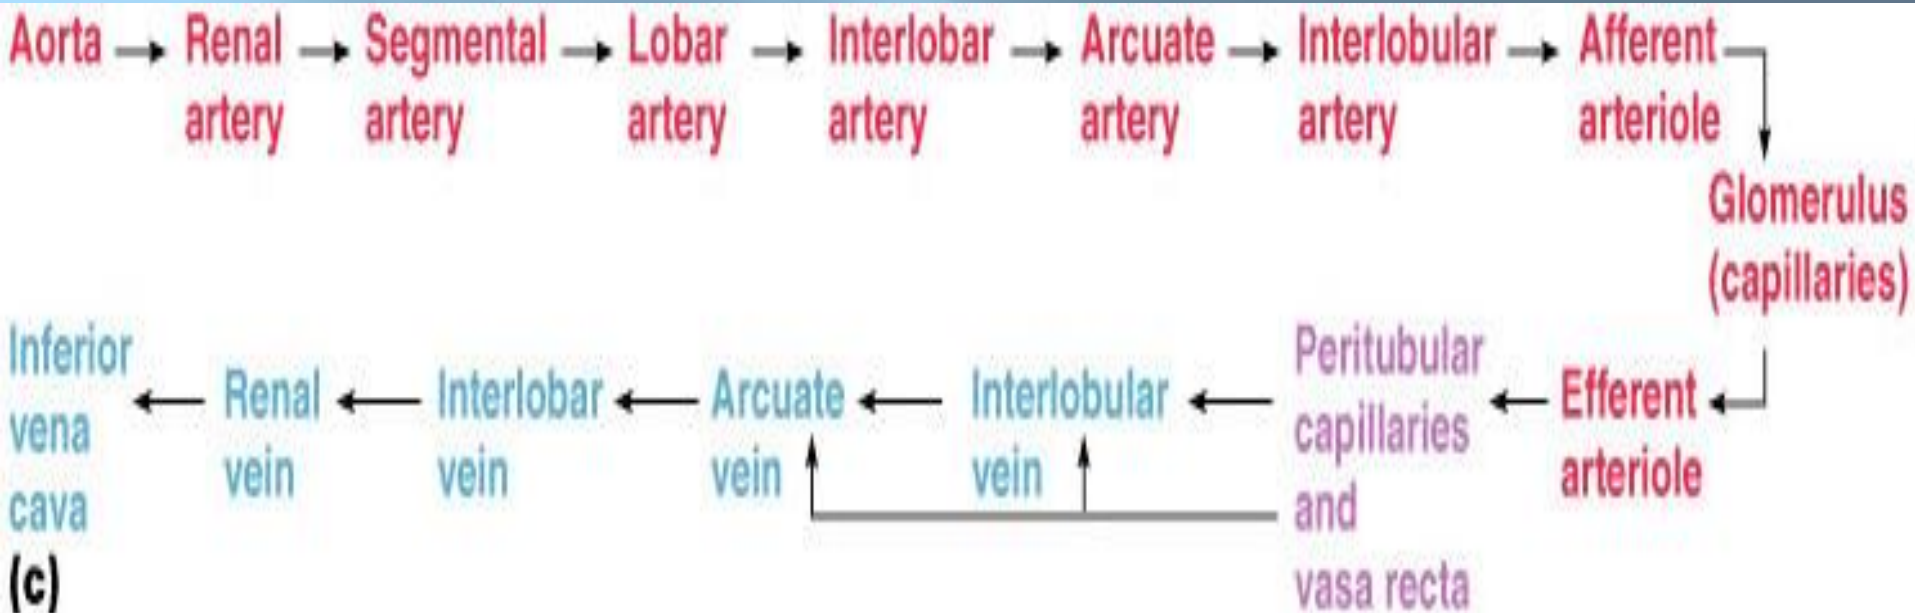 Aorta → Renal artery → Segmental artery → Lobar artery → Interlobar artery → Arcuate artery → Interlobular artery → Afferent arteriole
Glomerulus
(capillaries)
Efferent
arteriole
Peritubular
capillaries
and
vasa recta
Interlobular
vein
Arcuate
vein
Interlobar
vein
Renal
vein
Inferior
vena
cava
(c)